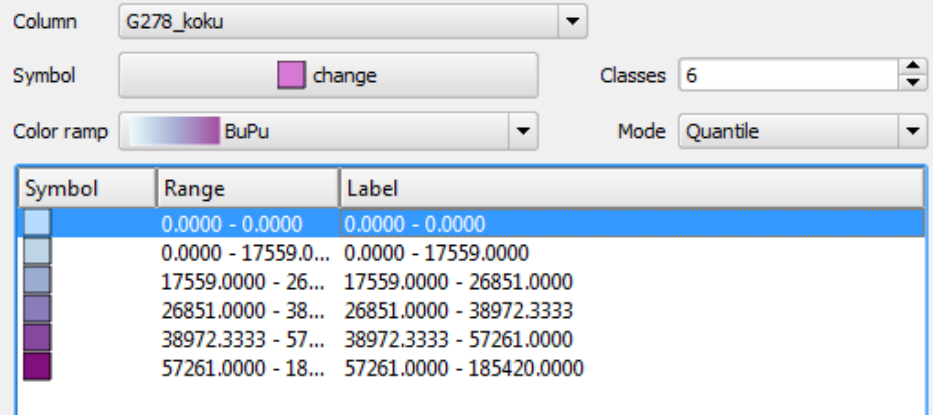 Column G278_koku
Symbol change Classes 6
Color ramp BuPu Mode Quantile
Symbol Range Label
0.0000 - 0.0000 0.0000 - 0.0000
0.0000 - 17559.0... 0.0000 - 17559.0000
17559.0000 - 26... 17559.0000 - 26851.0000
26851.0000 - 38... 26851.0000 - 38972.3333
38972.3333 - 57... 38972.3333 - 57261.0000
57261.0000 - 18... 57261.0000 - 185420.0000